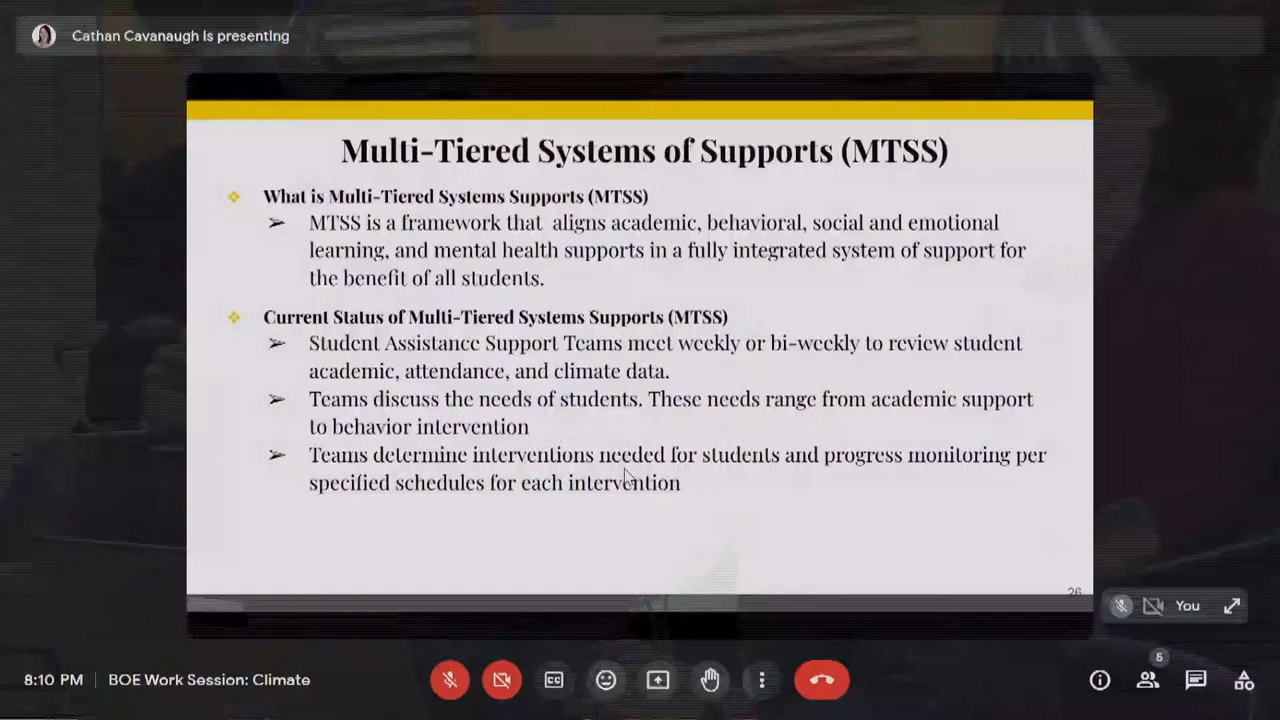 Cathan Cavanaugh is presenting
Multi-Tiered Systems of Supports (MTSS)
What is Multi-Tiered Systems Supports (MTSS)
MTSS is a framework that aligns academic, behavioral, social and emotional
learning, and mental health supports in a fully integrated system of support for
the benefit of all students.
Current Status of Multi-Tiered Systems Supports (MTSS)
Student Assistance Support Teams meet weekly or bi-weekly to review student
academic, attendance, and climate data.
Teams discuss the needs of students. These needs range from academic support
to behavior intervention
Teams determine interventions needed for students and progress monitoring per
specified schedules for each intervention
26
You
5
8:10 PM | BOE Work Session: Climate
CC